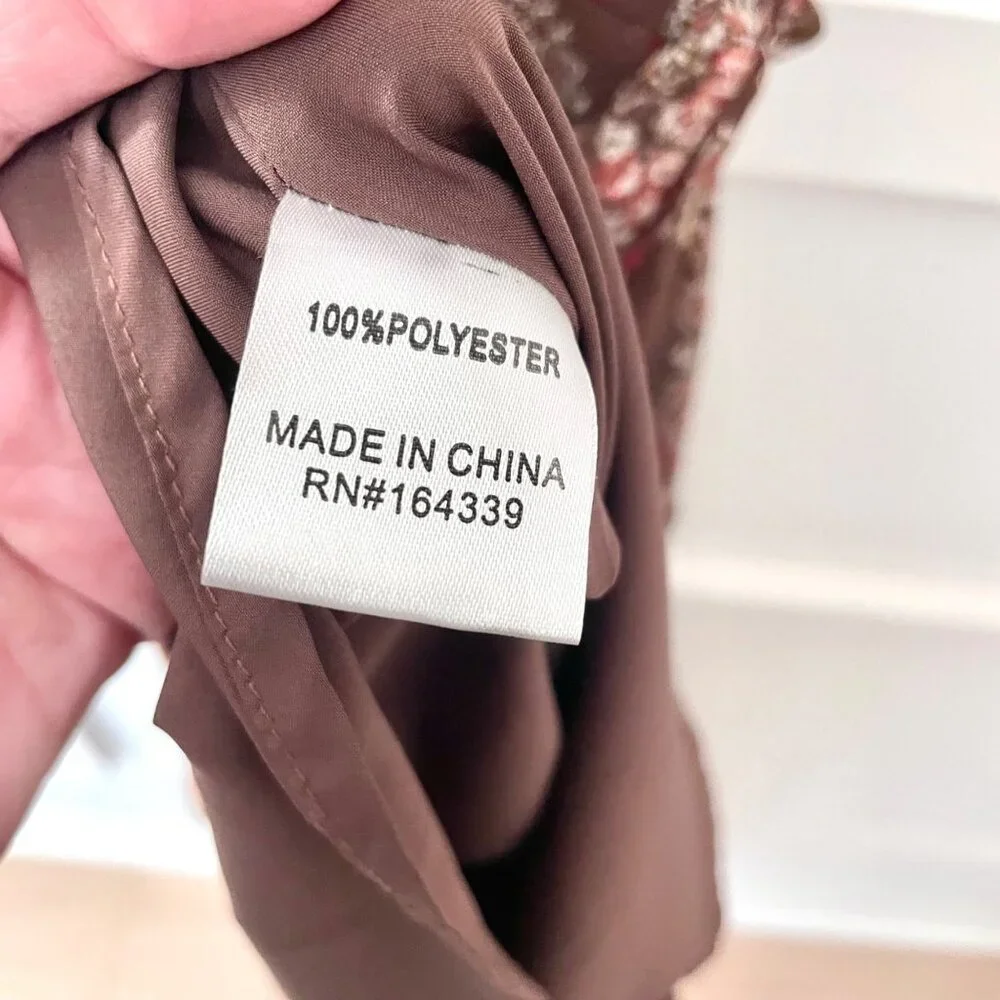 100%POLYESTER
MADE IN CHINA
RN#164339